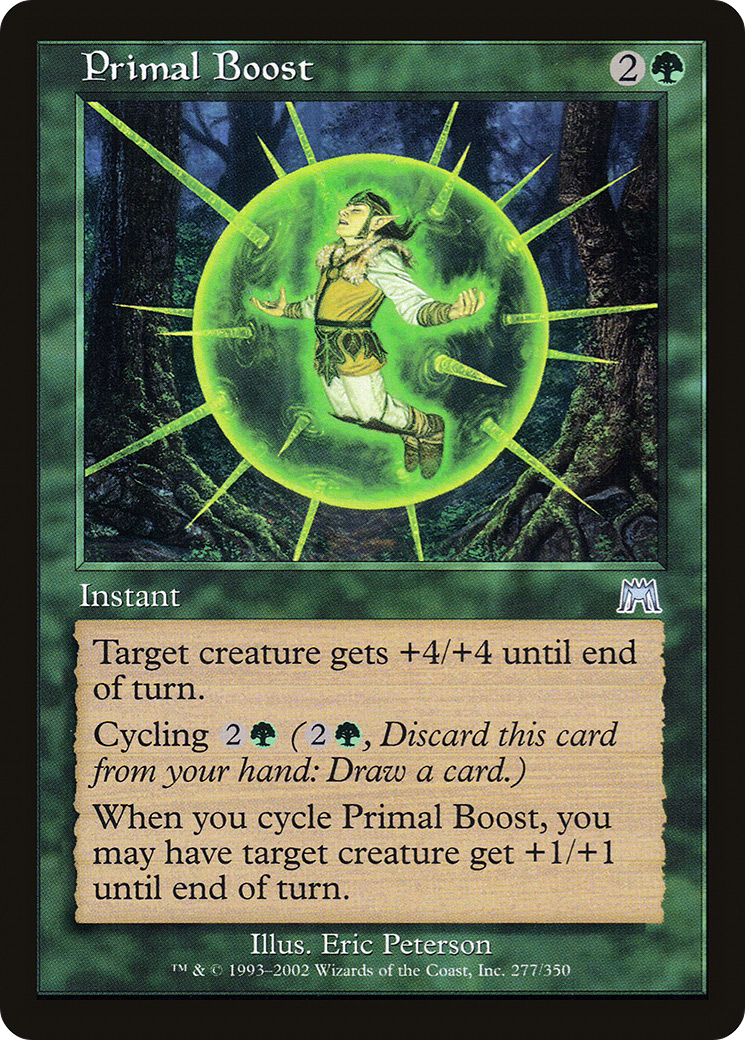 Primal Boost
2
Instant
Target creature gets +4/+4 until end
of turn.
Cycling 2 (2, Discard this card
from your hand: Draw a card.)
When you cycle Primal Boost, you
may have target creature get +1/+1
until end of turn.
Illus. Eric Peterson
™ & © 1993–2002 Wizards of the Coast, Inc. 277/350